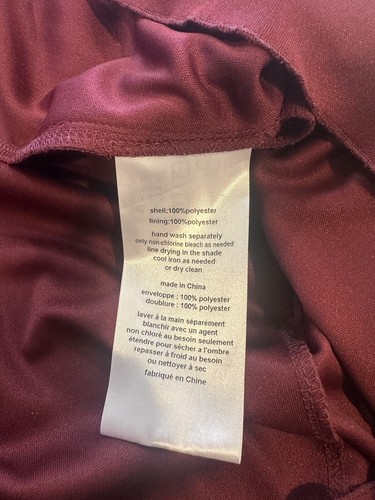 shell:100%polyester
lining:100%polyester
hand wash separately
only non-chlorine bleach as needed
line drying in the shade
cool iron as needed
or dry clean
made in China
enveloppe : 100% polyester
doublure : 100% polyester
laver à la main séparément
blanchir avec un agent
non chloré au besoin seulement
étendre pour sécher a l'ombre
repasser à froid au besoin
ou nettoyer à sec
fabriqué en Chine